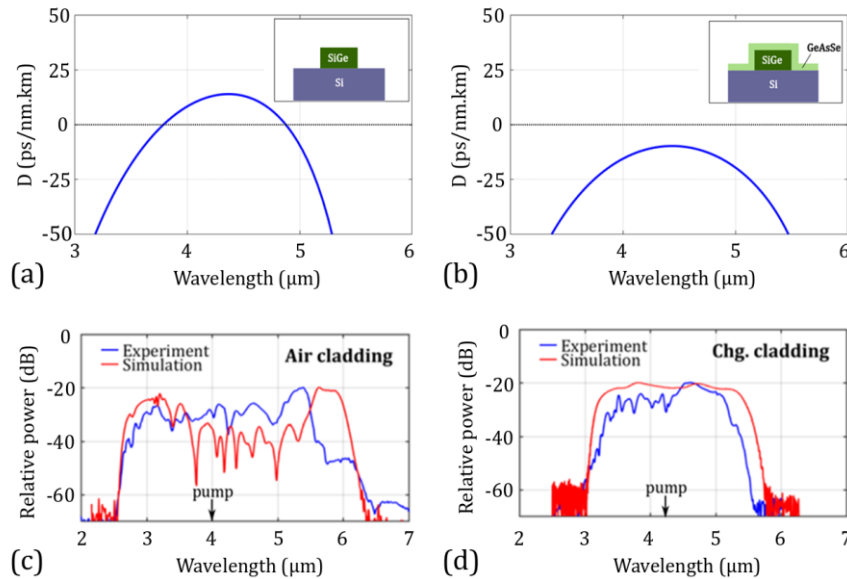 50
25
0
-25
-50
D (ps/nm.km)
SiGe
Si
3
4
5
6
Wavelength (μm)
(a)
50
25
0
-25
-50
D (ps/nm.km)
GeAsSe
SiGe
Si
3
4
5
6
Wavelength (μm)
(b)
0
-20
-40
-60
Relative power (dB)
Experiment
Simulation
Air cladding
pump
2
3
4
5
6
7
Wavelength (μm)
(c)
0
-20
-40
-60
Relative power (dB)
Experiment
Simulation
Chg. cladding
pump
2
3
4
5
6
7
Wavelength (μm)
(d)